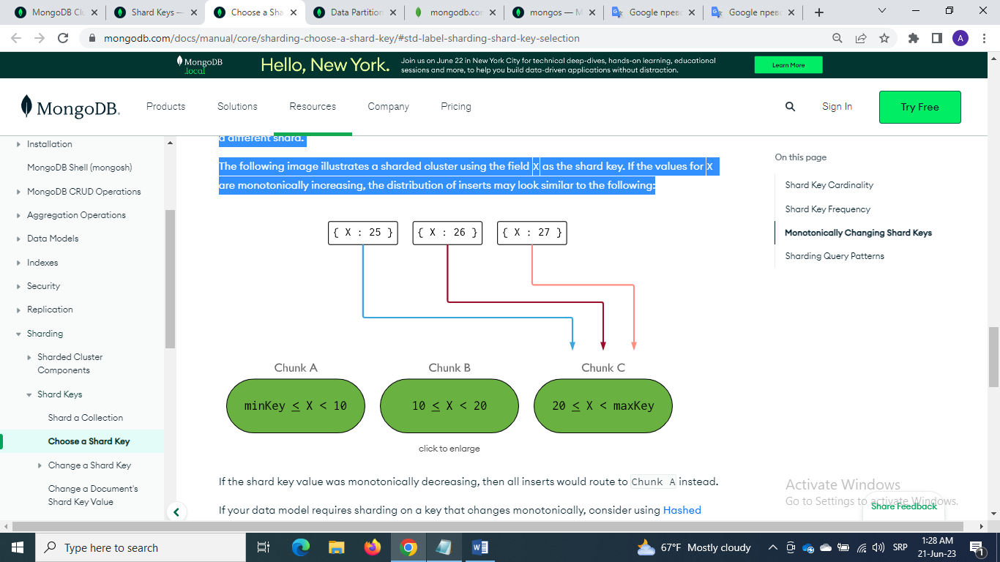 MongoDB Cl
Shard Keys —
Choose a Sha
Data Partition
mongodb.co
mongos — M
Google прев
Google прев
mongodb.com/docs/manual/core/sharding-choose-a-shard-key/#std-label-sharding-shard-key-selection
A
MongoDB
.local
Hello, New York.
Join us on June 22 in New York City for technical deep-dives, hands-on learning, educational
sessions and more, to help you build data-driven applications without distraction.
Learn More
MongoDB.
Products
Solutions
Resources
Company
Pricing
Sign In
Try Free
Installation
MongoDB Shell (mongosh)
MongoDB CRUD Operations
Aggregation Operations
Data Models
Indexes
Security
Replication
Sharding
Sharded Cluster
Components
Shard Keys
Shard a Collection
Choose a Shard Key
Change a Shard Key
Change a Document's
Shard Key Value
a different shard.
The following image illustrates a sharded cluster using the field X as the shard key. If the values for X
are monotonically increasing, the distribution of inserts may look similar to the following:
{ X : 25 }
{ X : 26 }
{ X : 27 }
Chunk A
Chunk B
Chunk C
minKey ≤ X < 10
10 ≤ X < 20
20 ≤ X < maxKey
click to enlarge
If the shard key value was monotonically decreasing, then all inserts would route to Chunk A instead.
If your data model requires sharding on a key that changes monotonically, consider using Hashed
On this page
Shard Key Cardinality
Shard Key Frequency
Monotonically Changing Shard Keys
Sharding Query Patterns
Activate Windows
Go to Settings to activate Windows.
Share Feedback
Type here to search
67°F Mostly cloudy
SRP
1:28 AM
21-Jun-23
1